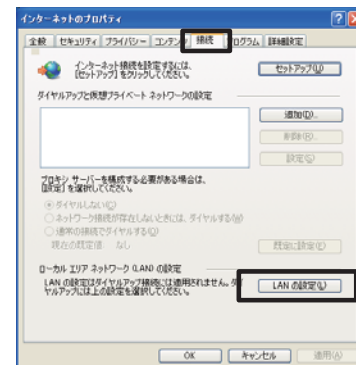 インターネットのプロパティ
全般 セキュリティ プライバシー コンテンツ 接続 プログラム 詳細設定
インターネット接続を設定するには、
[セットアップ] をクリックしてください。
セットアップ(U)
ダイヤルアップと仮想プライベート ネットワークの設定
追加(D)...
削除(R)...
設定(S)
プロキシ サーバーを構成する必要がある場合は、
[設定] を選択してください。
ダイヤルしない(C)
ネットワーク接続が存在しないときには、ダイヤルする(W)
通常の接続でダイヤルする(O)
現在の既定値: なし
既定に設定(E)
ローカル エリア ネットワーク (LAN) の設定
LAN の設定はダイヤルアップ接続には適用されません。ダイ
ヤルアップには上の設定を選択してください。
LAN の設定(L)
OK キャンセル 適用(A)